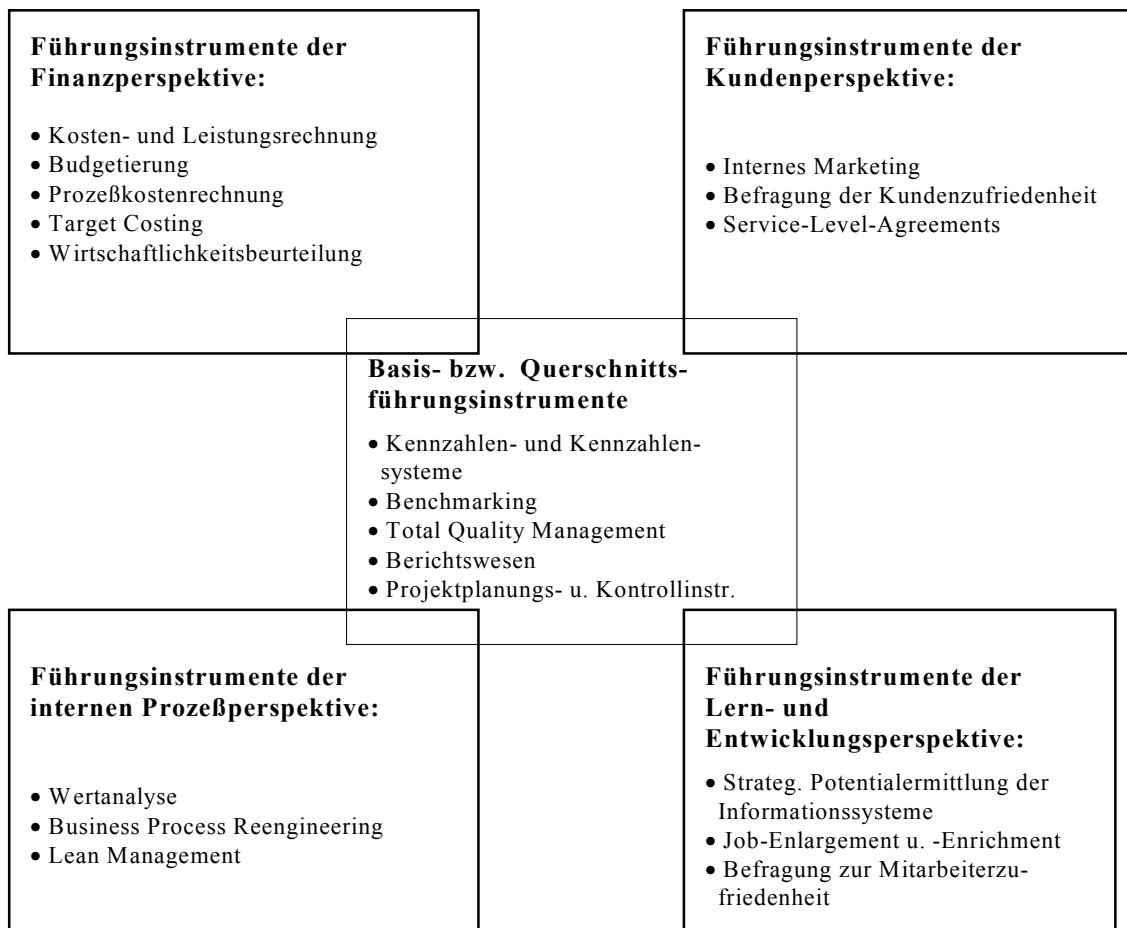 Führungsinstrumente der
Finanzperspektive:
• Kosten- und Leistungsrechnung
• Budgetierung
• Prozeßkostenrechnung
• Target Costing
• Wirtschaftlichkeitsbeurteilung
Führungsinstrumente der
Kundenperspektive:
• Internes Marketing
• Befragung der Kundenzufriedenheit
• Service-Level-Agreements
Basis- bzw. Querschnitts-
führungsinstrumente
• Kennzahlen- und Kennzahlen-
systeme
• Benchmarking
• Total Quality Management
• Berichtswesen
• Projektplanungs- u. Kontrollinstr.
Führungsinstrumente der
internen Prozeßperspektive:
• Wertanalyse
• Business Process Reengineering
• Lean Management
Führungsinstrumente der
Lern- und
Entwicklungsperspektive:
• Strateg. Potentialermittlung der
Informationssysteme
• Job-Enlargement u. -Enrichment
• Befragung zur Mitarbeiterzu-
friedenheit